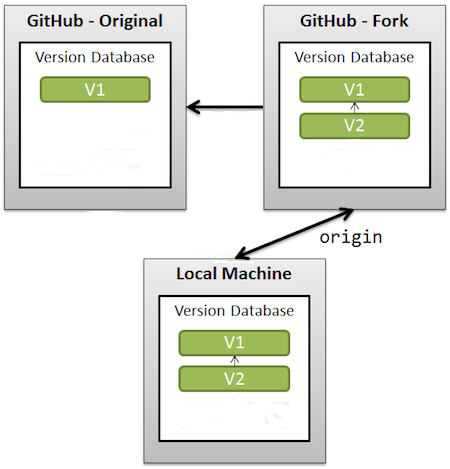 GitHub - Original
Version Database
V1
GitHub - Fork
Version Database
V1
V2
origin
Local Machine
Version Database
V1
V2